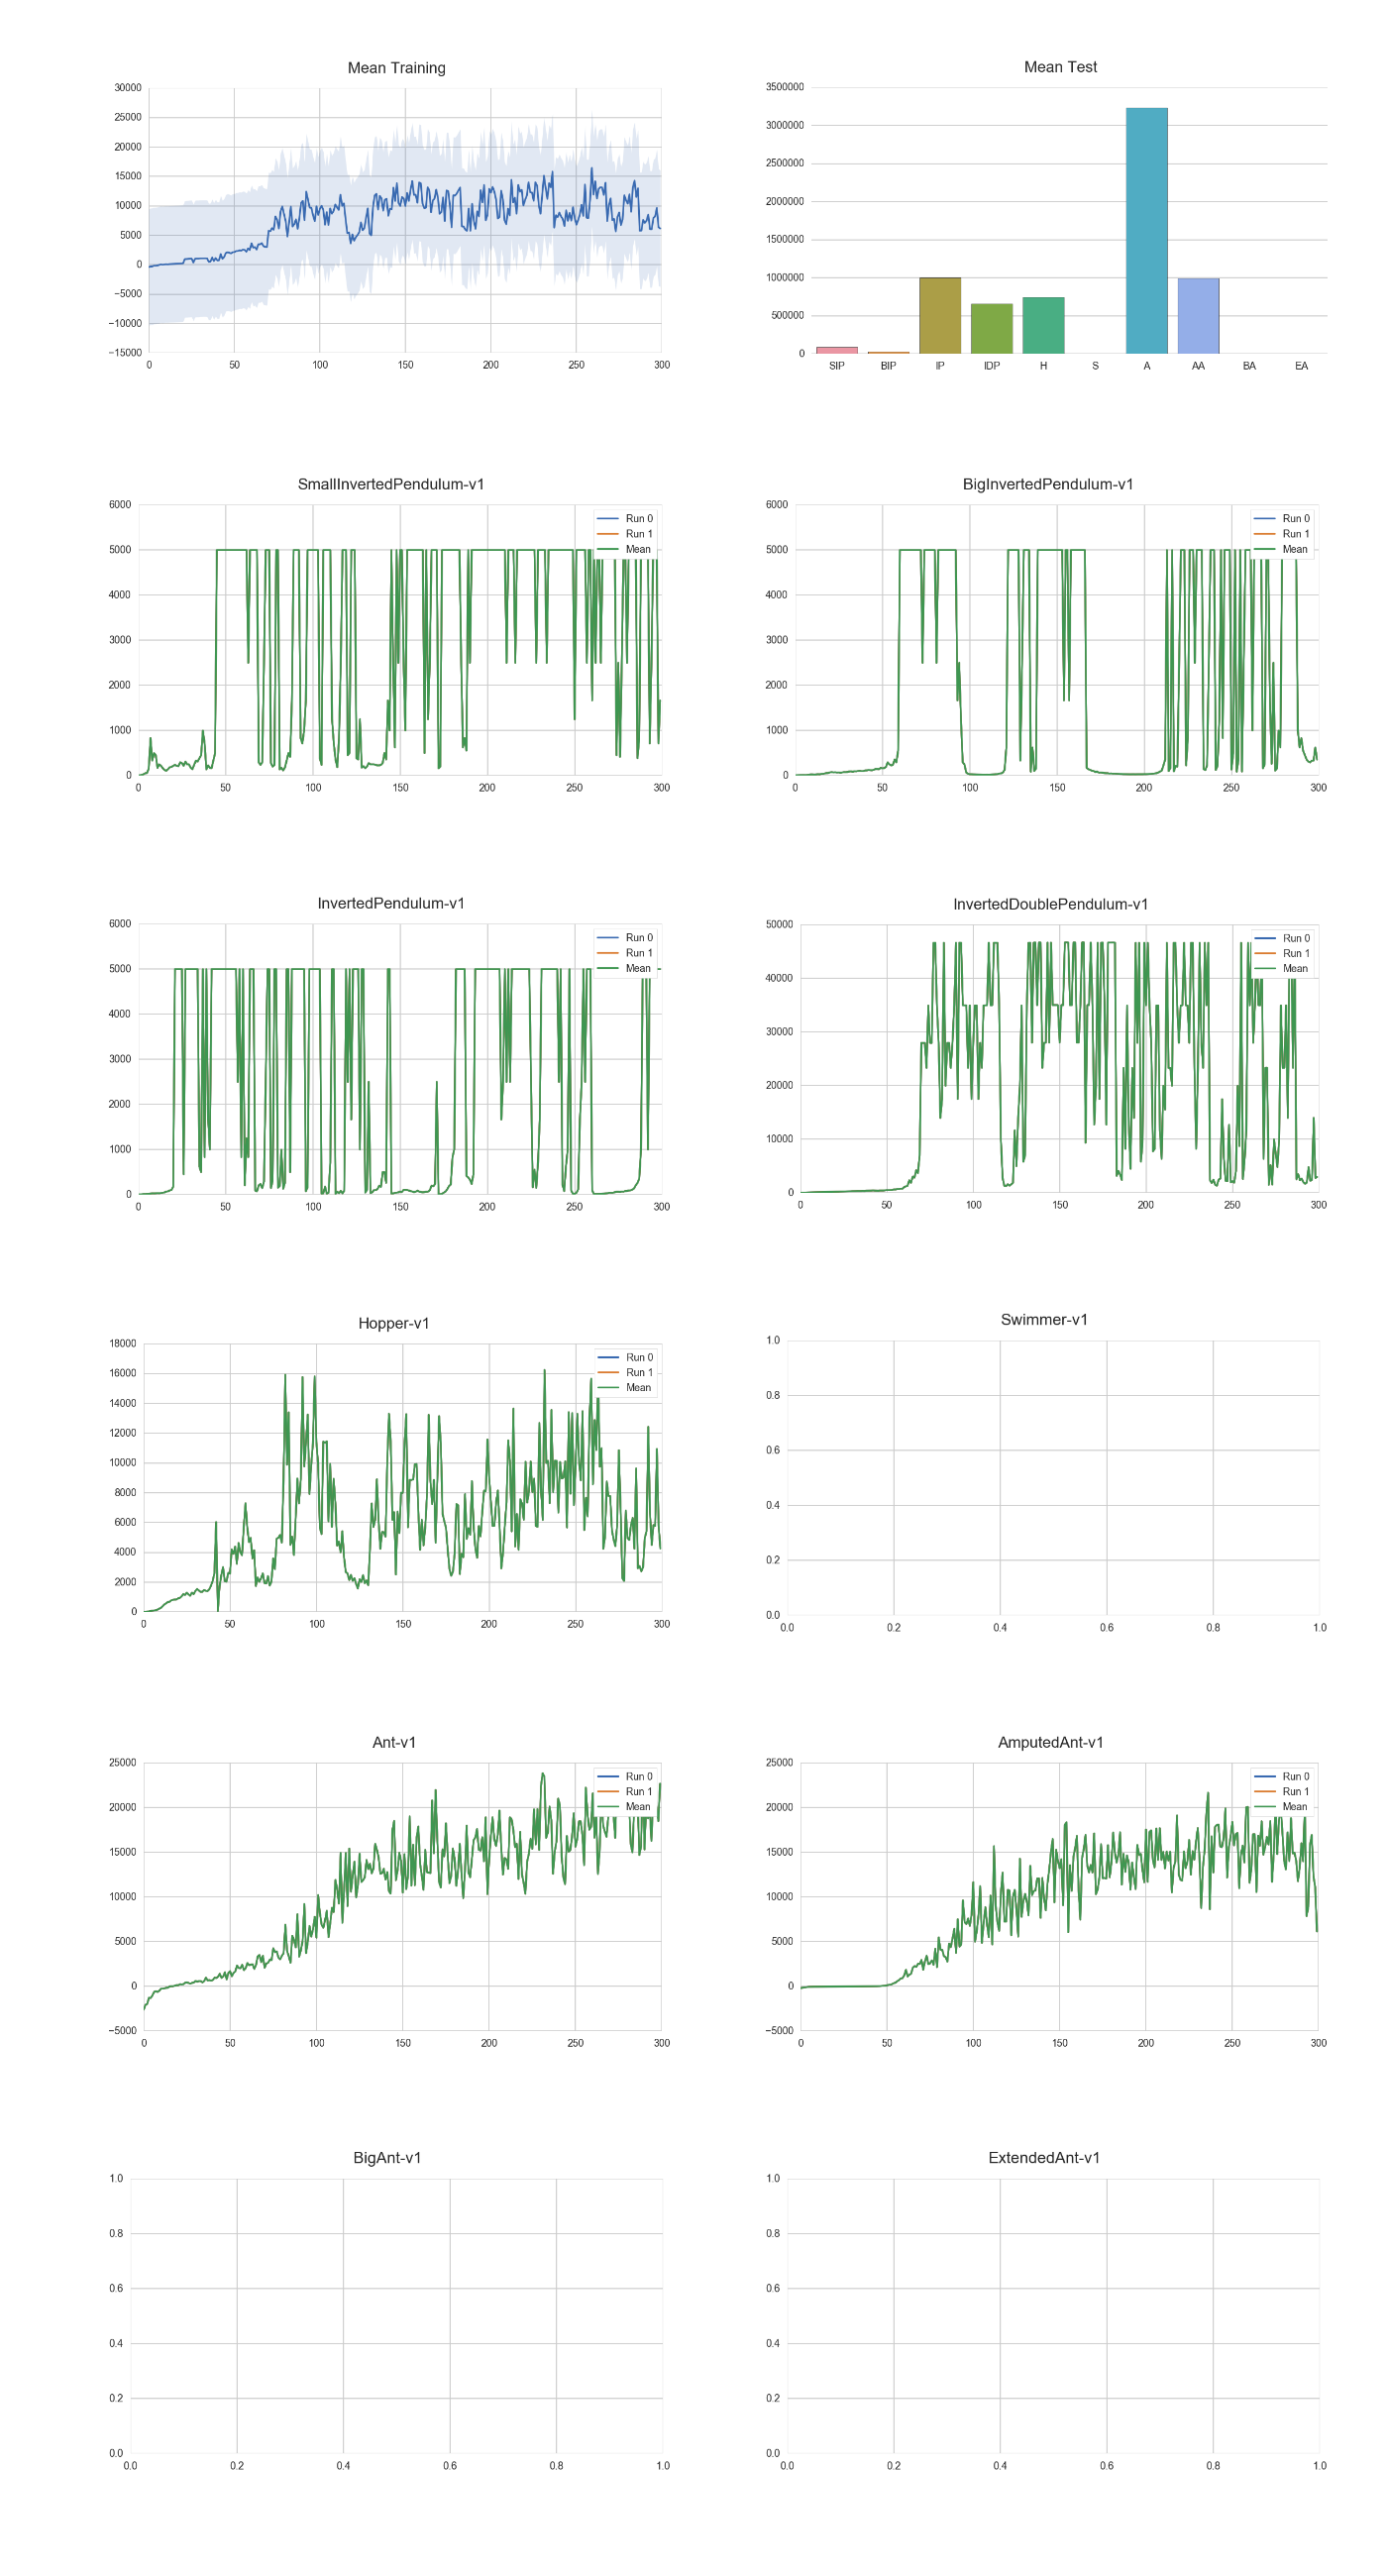 Mean Training
30000
25000
20000
15000
10000
5000
0
−5000
−10000
−15000
0 50 100 150 200 250 300
Mean Test
3500000
3000000
2500000
2000000
1500000
1000000
500000
0
SIP BIP IP IDP H S A AA BA EA
SmallInvertedPendulum-v1
6000
5000
4000
3000
2000
1000
0
0 50 100 150 200 250 300
Run 0
Run 1
Mean
BigInvertedPendulum-v1
6000
5000
4000
3000
2000
1000
0
0 50 100 150 200 250 300
Run 0
Run 1
Mean
InvertedPendulum-v1
6000
5000
4000
3000
2000
1000
0
0 50 100 150 200 250 300
Run 0
Run 1
Mean
InvertedDoublePendulum-v1
50000
40000
30000
20000
10000
0
0 50 100 150 200 250 300
Run 0
Run 1
Mean
Hopper-v1
18000
16000
14000
12000
10000
8000
6000
4000
2000
0
0 50 100 150 200 250 300
Run 0
Run 1
Mean
Swimmer-v1
1.0
0.8
0.6
0.4
0.2
0.0
0.0 0.2 0.4 0.6 0.8 1.0
Ant-v1
25000
20000
15000
10000
5000
0
−5000
0 50 100 150 200 250 300
Run 0
Run 1
Mean
AmputedAnt-v1
25000
20000
15000
10000
5000
0
−5000
0 50 100 150 200 250 300
Run 0
Run 1
Mean
BigAnt-v1
1.0
0.8
0.6
0.4
0.2
0.0
0.0 0.2 0.4 0.6 0.8 1.0
ExtendedAnt-v1
1.0
0.8
0.6
0.4
0.2
0.0
0.0 0.2 0.4 0.6 0.8 1.0